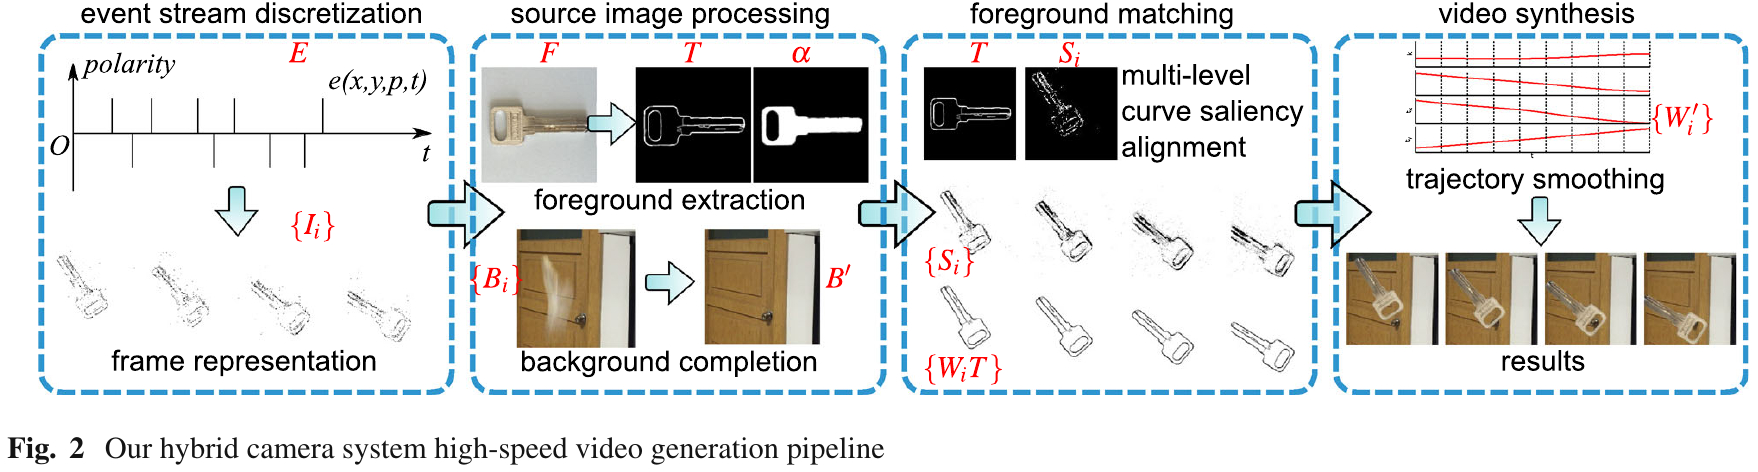 event stream discretization
E
polarity
e(x,y,p,t)
O
t
{I_i}
frame representation
source image processing
F
T
α
foreground extraction
{B_i}
B′
background completion
foreground matching
T
S_i
multi-level
curve saliency
alignment
{S_i}
{W_iT}
video synthesis
{W′_i}
trajectory smoothing
results
Fig. 2 Our hybrid camera system high-speed video generation pipeline